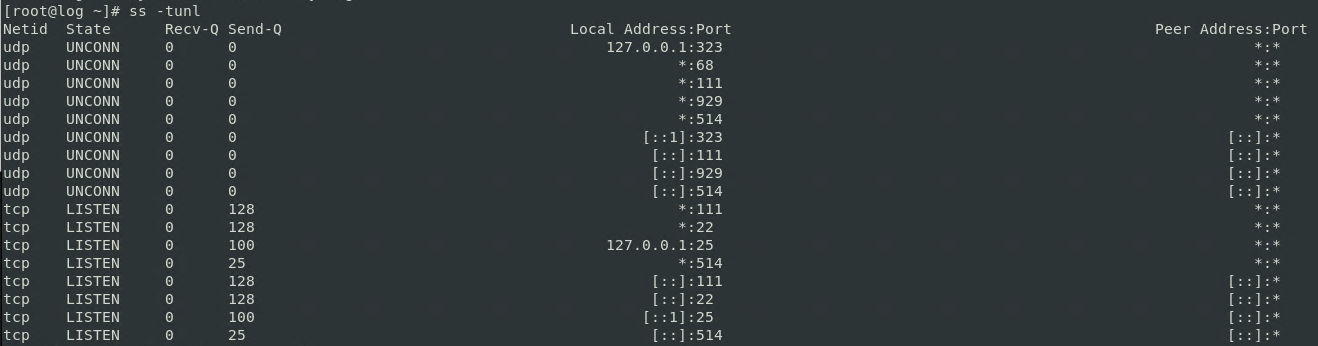 [root@log ~]# ss -tunl
Netid State Recv-Q Send-Q Local Address:Port Peer Address:Port
udp UNCONN 0 0 127.0.0.1:323 *:*
udp UNCONN 0 0 *:68 *:*
udp UNCONN 0 0 *:111 *:*
udp UNCONN 0 0 *:929 *:*
udp UNCONN 0 0 *:514 *:*
udp UNCONN 0 0 [::1]:323 [::]:*
udp UNCONN 0 0 [::]:111 [::]:*
udp UNCONN 0 0 [::]:929 [::]:*
udp UNCONN 0 0 [::]:514 [::]:*
tcp LISTEN 0 128 *:111 *:*
tcp LISTEN 0 128 *:22 *:*
tcp LISTEN 0 100 127.0.0.1:25 *:*
tcp LISTEN 0 25 *:514 *:*
tcp LISTEN 0 128 [::]:111 [::]:*
tcp LISTEN 0 128 [::]:22 [::]:*
tcp LISTEN 0 100 [::1]:25 [::]:*
tcp LISTEN 0 25 [::]:514 [::]:*